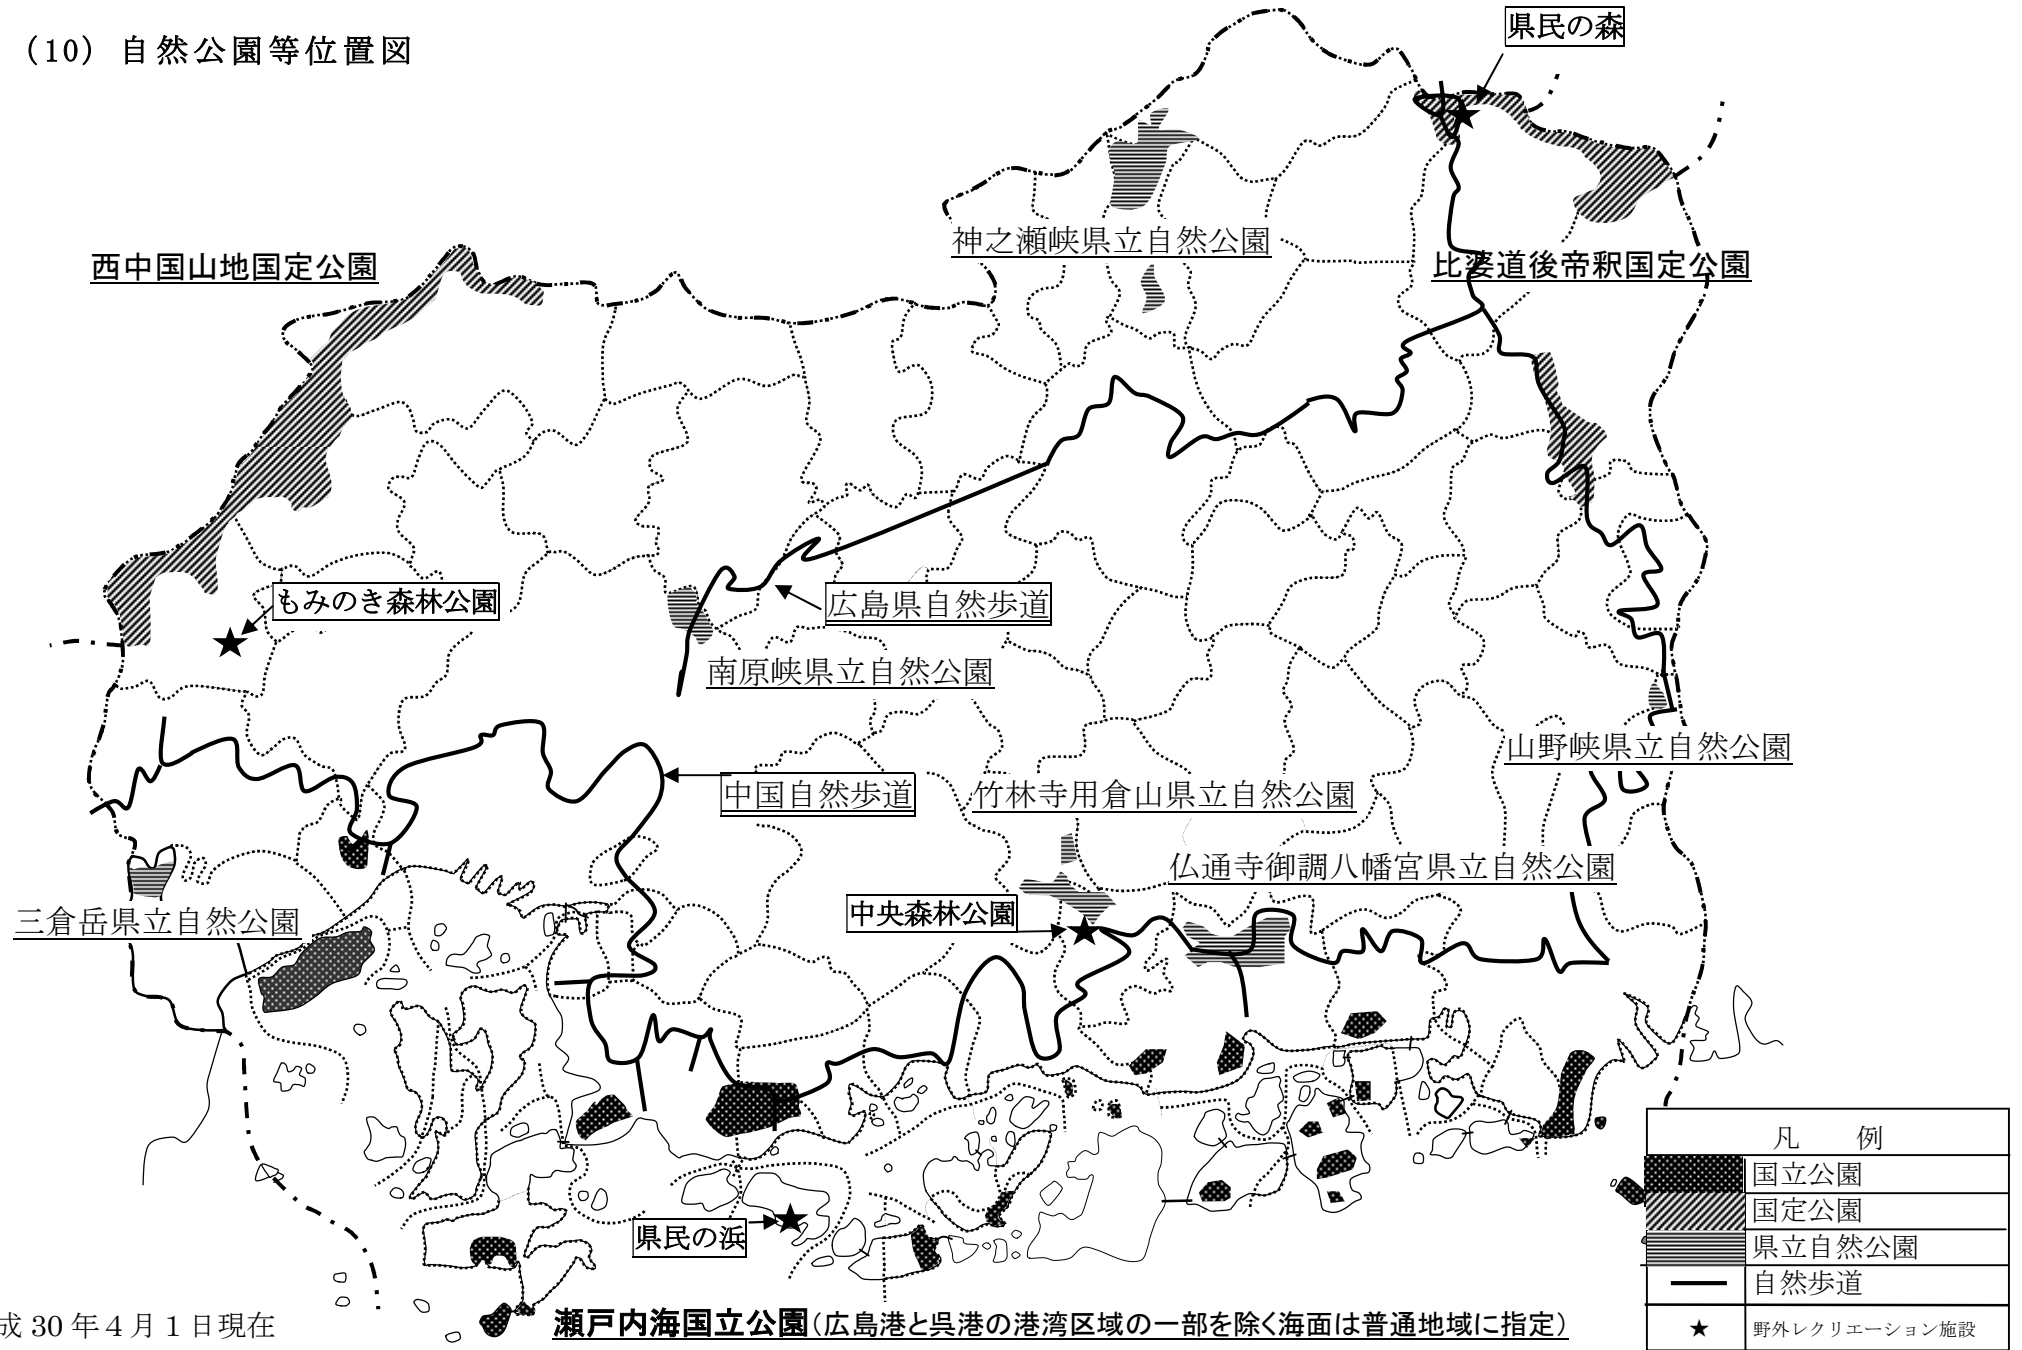 (10) 自然公園等位置図
県民の森
神之瀬峡県立自然公園
西中国山地国定公園
比婆道後帝釈国定公園
もみのき森林公園
広島県自然歩道
南原峡県立自然公園
山野峡県立自然公園
中国自然歩道
竹林寺用倉山県立自然公園
仏通寺御調八幡宮県立自然公園
三倉岳県立自然公園
中央森林公園
県民の浜
凡 例
国立公園
国定公園
県立自然公園
自然歩道
★ 野外レクリエーション施設
成 30 年 4 月 1 日現在
瀬戸内海国立公園(広島港と呉港の港湾区域の一部を除く海面は普通地域に指定)